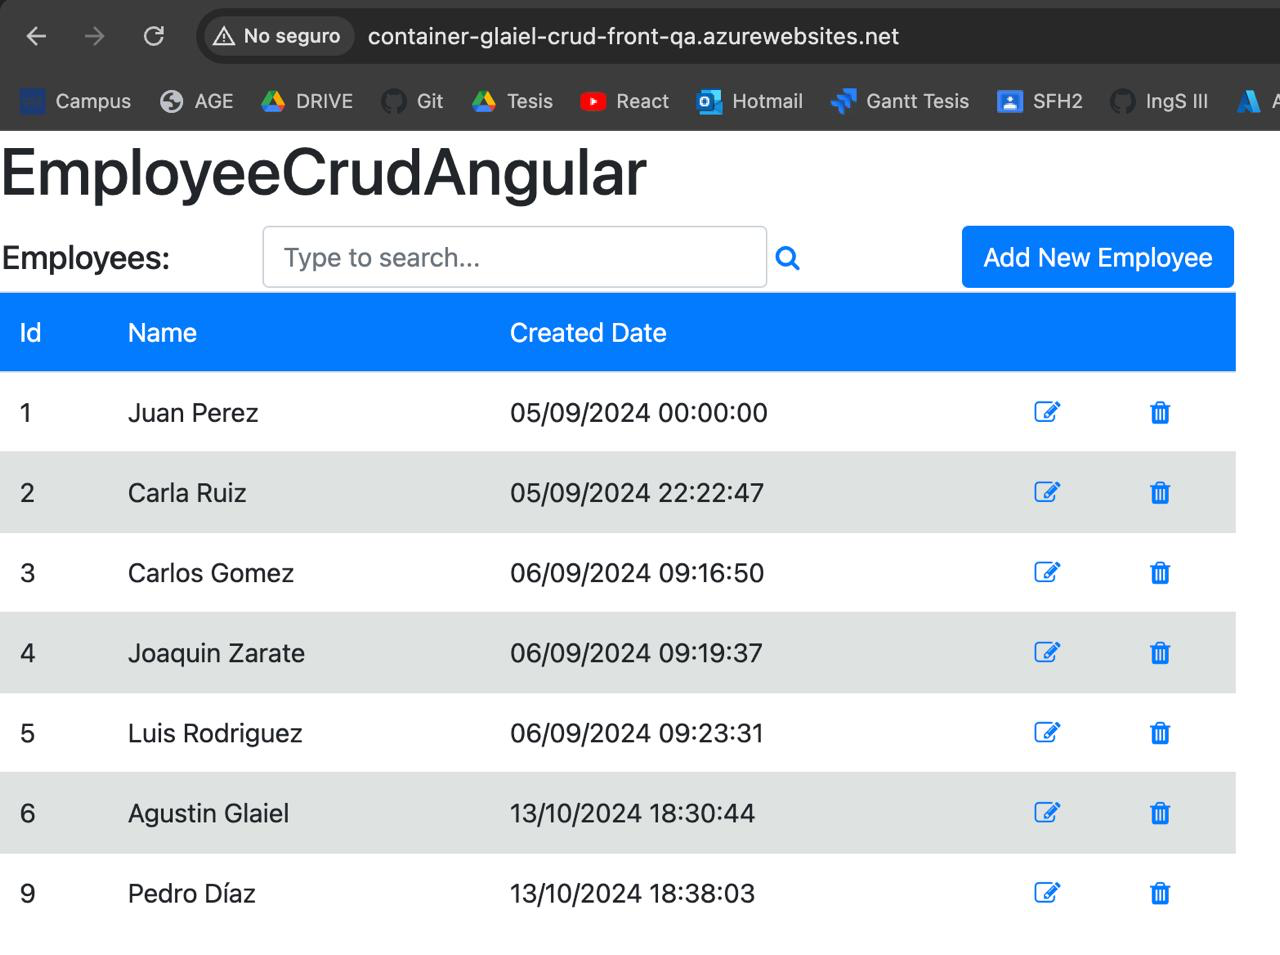 No seguro container-glaiel-crud-front-qa.azurewebsites.net
Campus AGE DRIVE Git Tesis React Hotmail Gantt Tesis SFH2 IngS III
EmployeeCrudAngular
Employees: Type to search... Add New Employee
Id Name Created Date
1 Juan Perez 05/09/2024 00:00:00
2 Carla Ruiz 05/09/2024 22:22:47
3 Carlos Gomez 06/09/2024 09:16:50
4 Joaquin Zarate 06/09/2024 09:19:37
5 Luis Rodriguez 06/09/2024 09:23:31
6 Agustin Glaiel 13/10/2024 18:30:44
9 Pedro Díaz 13/10/2024 18:38:03